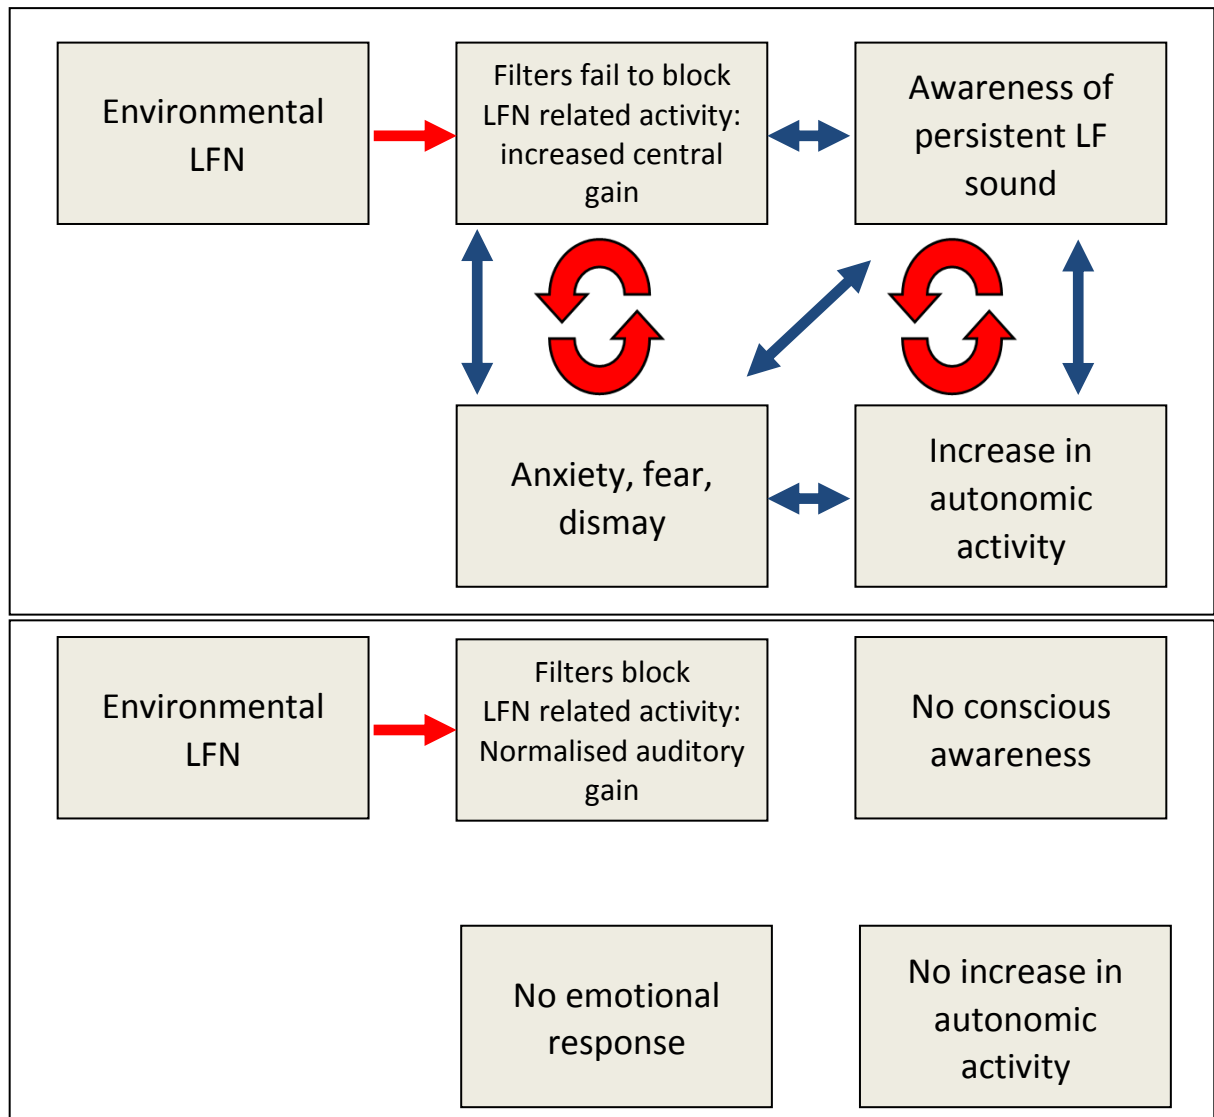 Environmental
LFN
Filters fail to block
LFN related activity:
increased central
gain
Awareness of
persistent LF
sound
Anxiety, fear,
dismay
Increase in
autonomic
activity
Environmental
LFN
Filters block
LFN related activity:
Normalised auditory
gain
No conscious
awareness
No emotional
response
No increase in
autonomic
activity